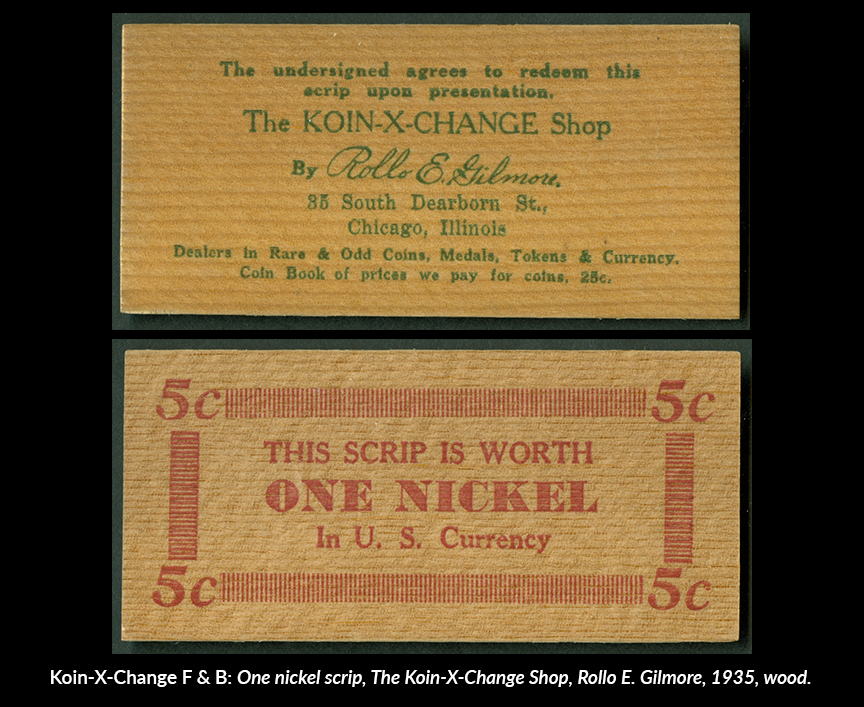 The undersigned agrees to redeem this
scrip upon presentation.
The KOIN-X-CHANGE Shop
By Rollo E. Gilmore.
35 South Dearborn St.,
Chicago, Illinois
Dealers in Rare & Odd Coins, Medals, Tokens & Currency.
Coin Book of prices we pay for coins, 25c.
5c 5c
THIS SCRIP IS WORTH
ONE NICKEL
In U. S. Currency
5c 5c
Koin-X-Change F & B: One nickel scrip, The Koin-X-Change Shop, Rollo E. Gilmore, 1935, wood.